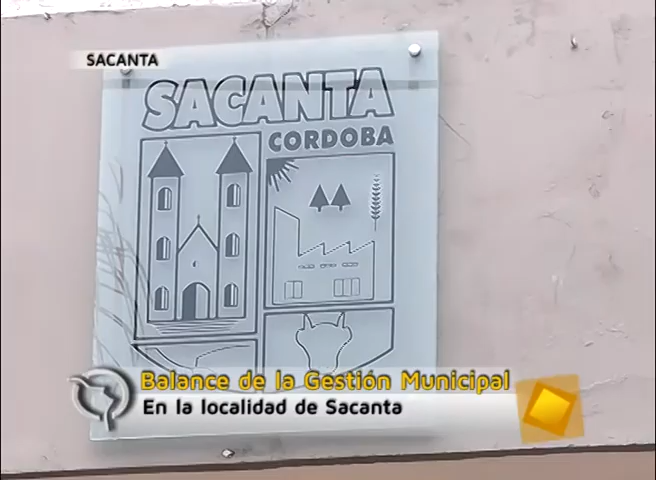 SACANTA
SACANTA
CORDOBA
Balance de la Gestión Municipal
En la localidad de Sacanta